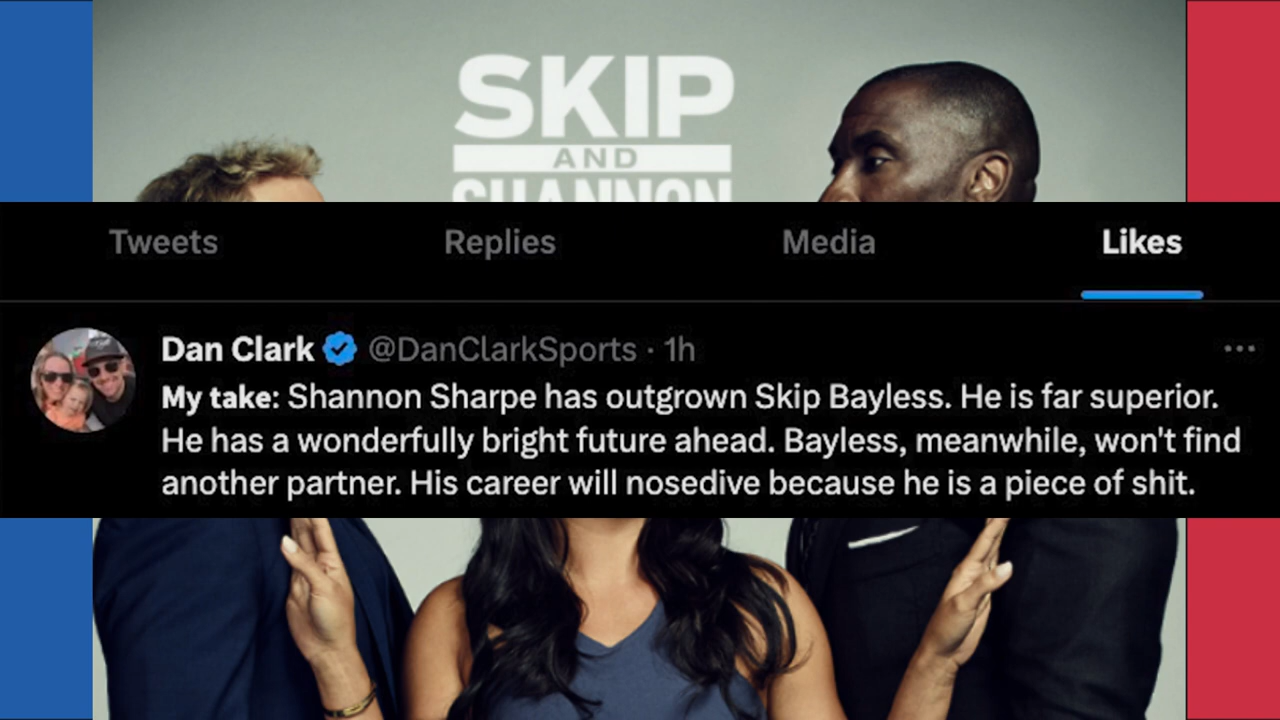 SKIP
AND
SHANNON
Tweets Replies Media Likes
Dan Clark @DanClarkSports · 1h
My take: Shannon Sharpe has outgrown Skip Bayless. He is far superior.
He has a wonderfully bright future ahead. Bayless, meanwhile, won't find
another partner. His career will nosedive because he is a piece of shit.